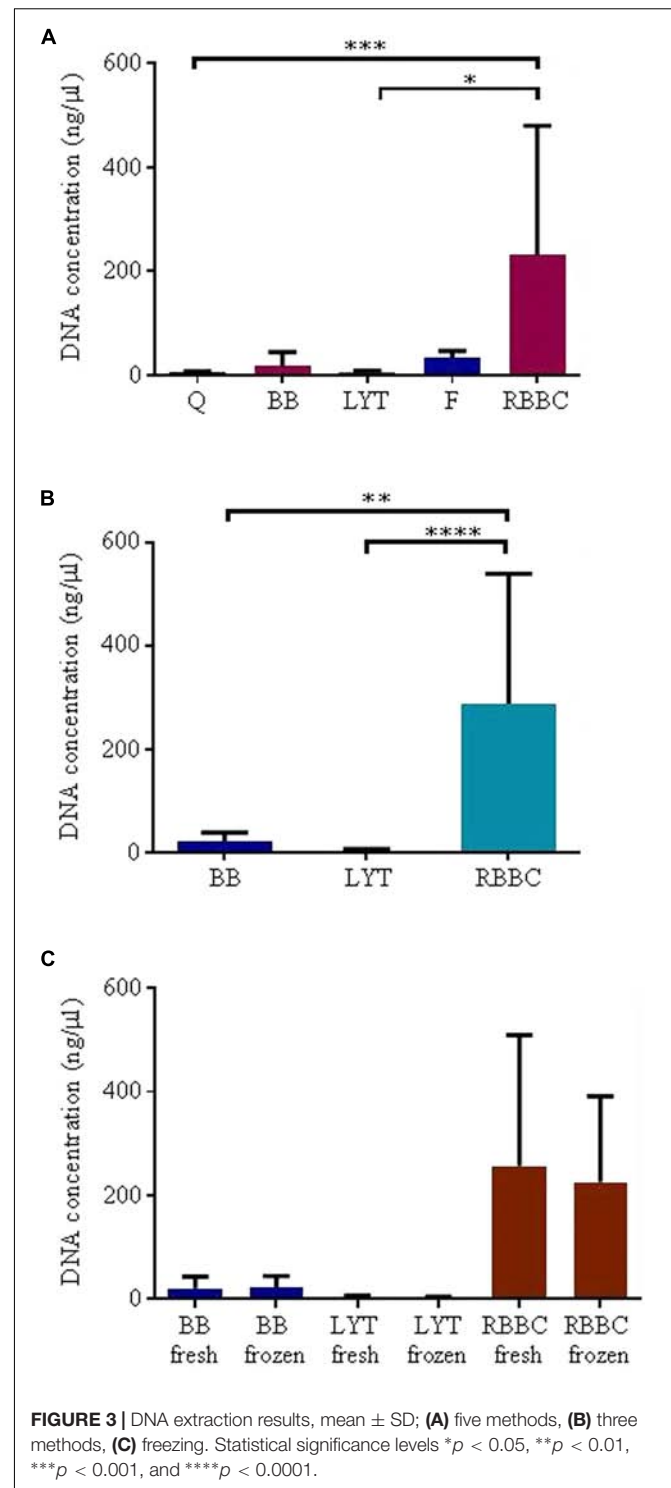 A
***
*
600
400
200
0
DNA concentration (ng/µl)
Q BB LYT F RBBC
B
**
****
600
400
200
0
DNA concentration (ng/µl)
BB LYT RBBC
C
600
400
200
0
DNA concentration (ng/µl)
BB fresh BB frozen LYT fresh LYT frozen RBBC fresh RBBC frozen
FIGURE 3 | DNA extraction results, mean ± SD; (A) five methods, (B) three
methods, (C) freezing. Statistical significance levels *p < 0.05, **p < 0.01,
***p < 0.001, and ****p < 0.0001.